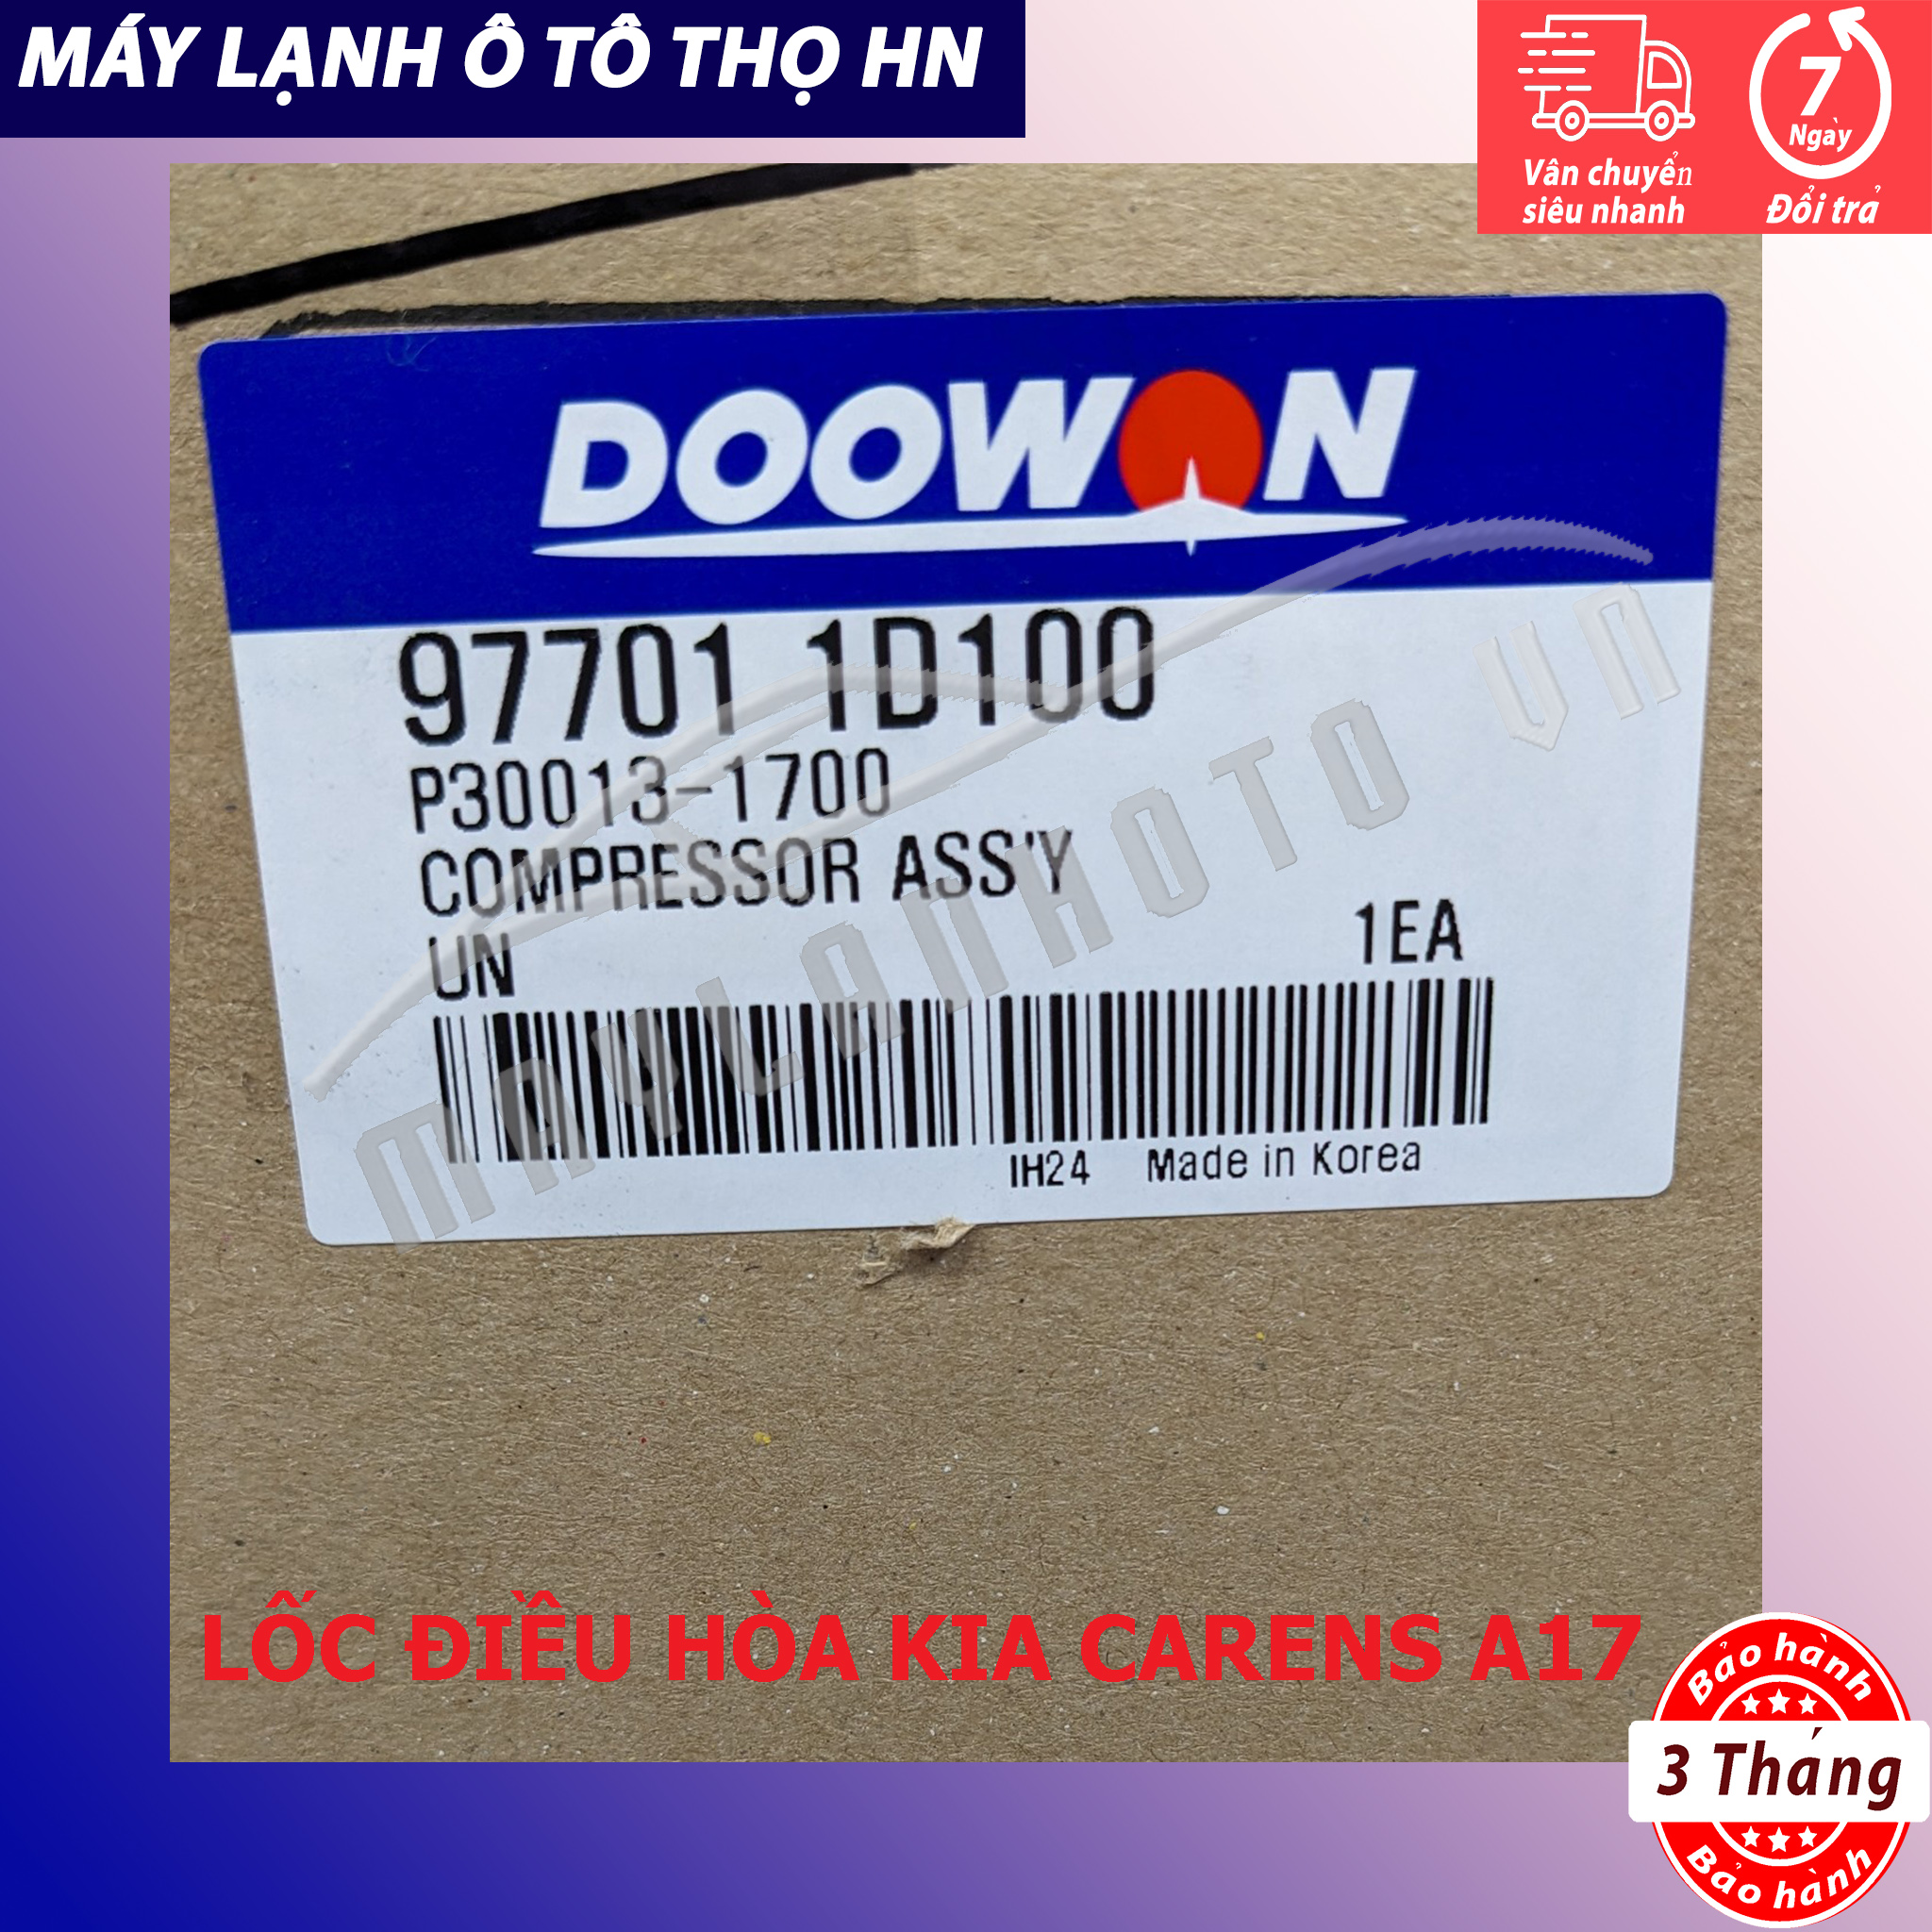 MÁY LẠNH Ô TÔ THỌ HN
7
Ngày
Vân chuyển
siêu nhanh
Đổi trả
DOOWON
97701 1D100
P30013-1700
COMPRESSOR ASS'Y
UN
1EA
MAYLANHOTO VN
IH24 Made in Korea
LỐC ĐIỀU HÒA KIA CARENS A17
Bảo hành
3 Tháng
Bảo hành